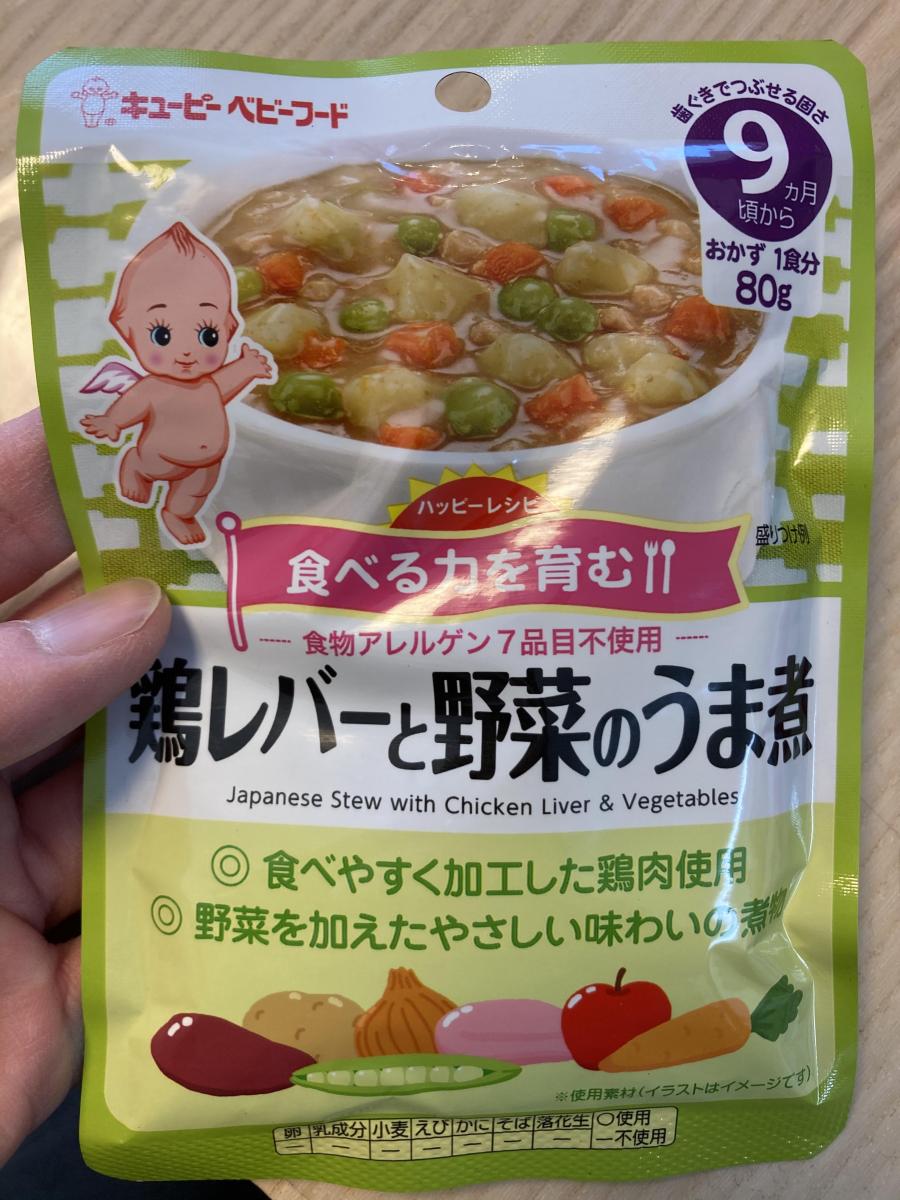 キューピー ベビーフード
歯ぐきでつぶせる固さ
9
ヵ月
頃から
おかず 1食分
80g
ハッピーレシピ
盛りつけ例
食べる力を育む
食物アレルゲン7品目不使用
鶏レバーと野菜のうま煮
Japanese Stew with Chicken Liver & Vegetables
◎ 食べやすく加工した鶏肉使用
◎ 野菜を加えたやさしい味わいの煮物
※使用素材(イラストはイメージです)
卵 乳成分 小麦 えび かに そば 落花生 ○使用
— — — — — — — —不使用